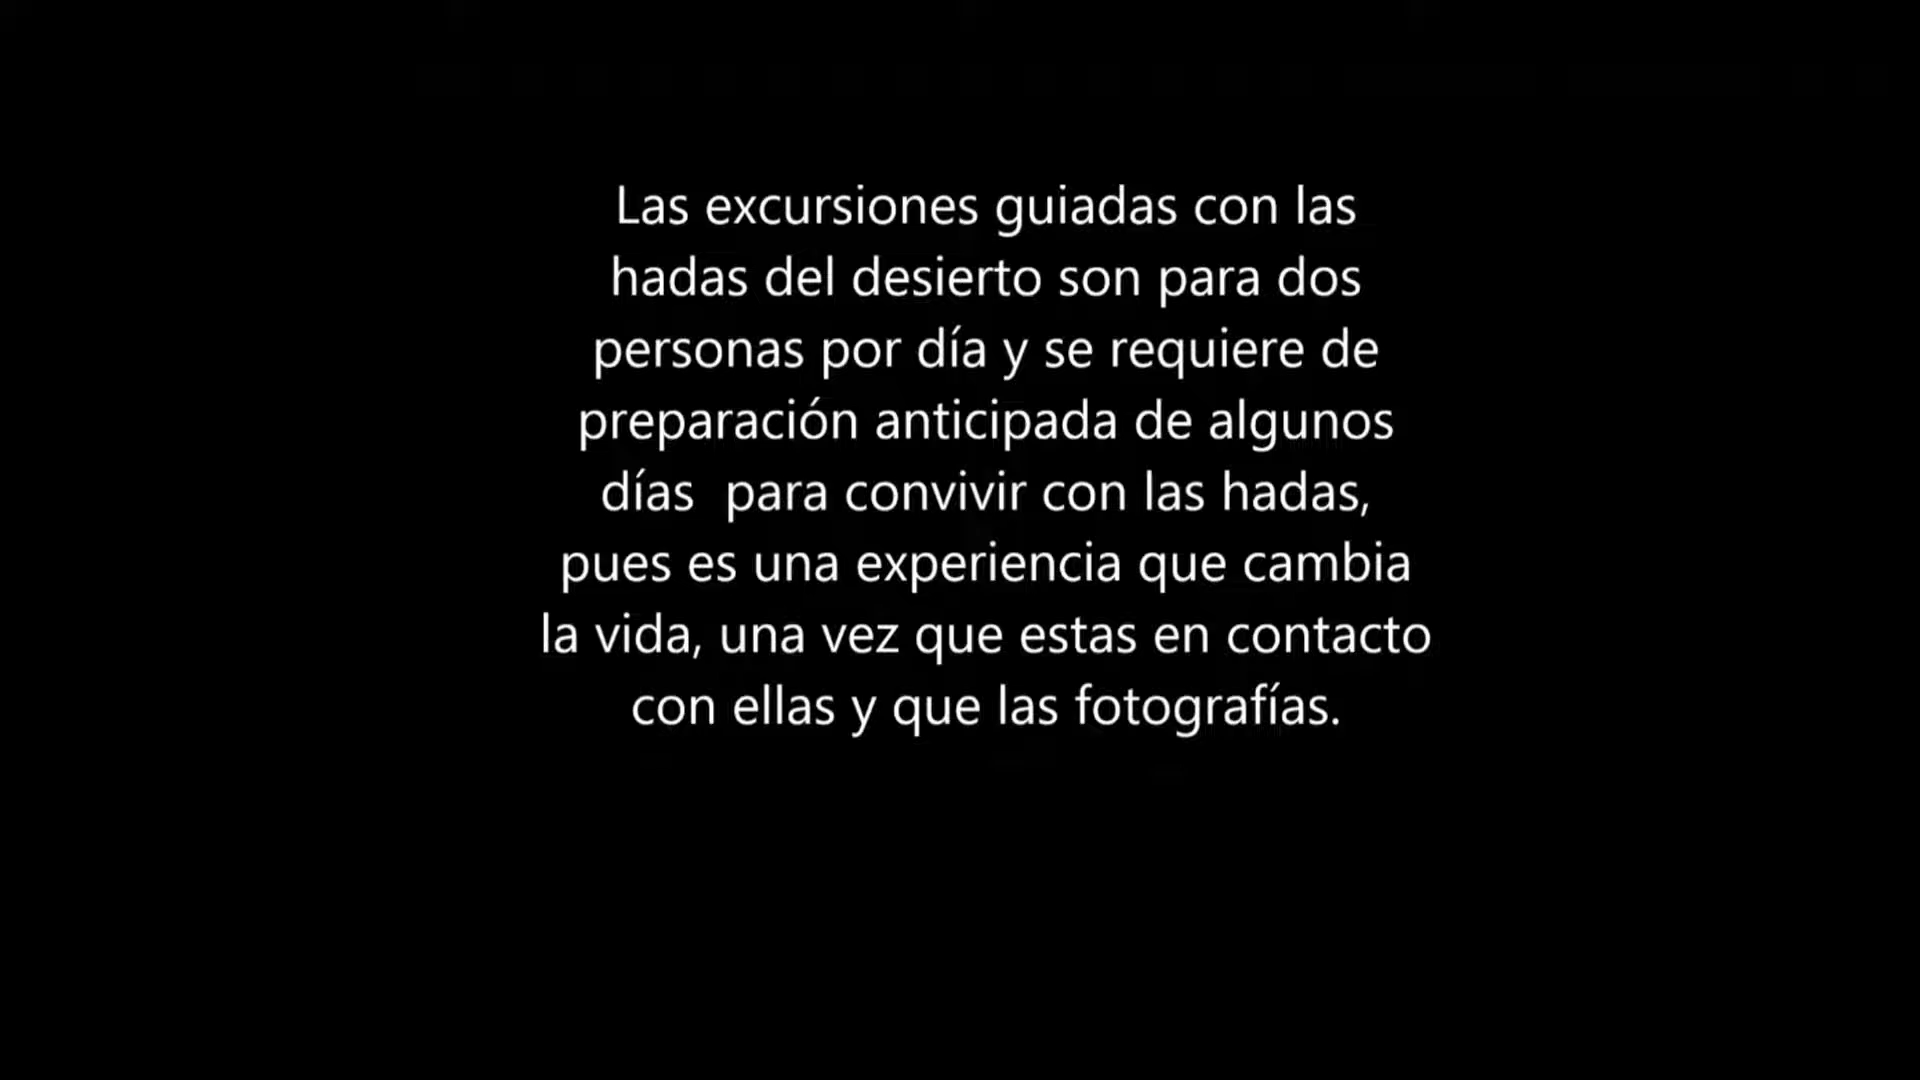 Las excursiones guiadas con las
hadas del desierto son para dos
personas por día y se requiere de
preparación anticipada de algunos
días  para convivir con las hadas,
pues es una experiencia que cambia
la vida, una vez que estas en contacto
con ellas y que las fotografías.